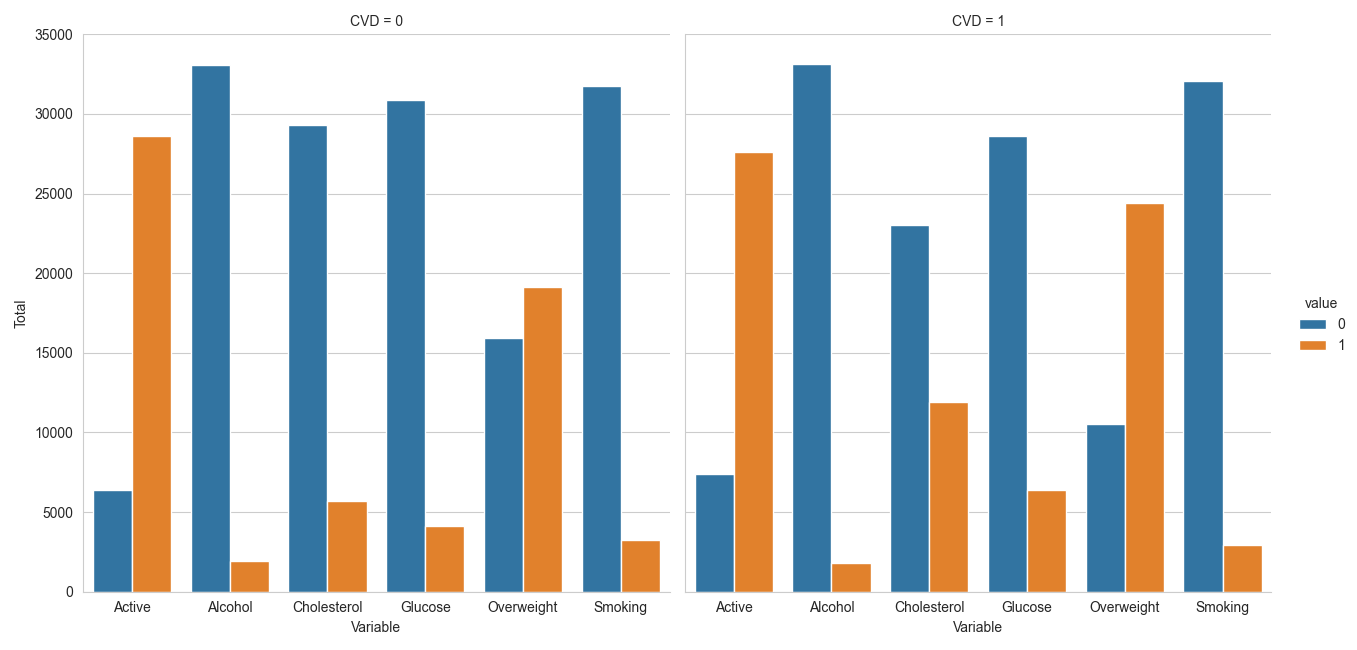 CVD = 0
CVD = 1
35000
30000
25000
20000
15000
10000
5000
0
Total
Active Alcohol Cholesterol Glucose Overweight Smoking
Variable
Active Alcohol Cholesterol Glucose Overweight Smoking
Variable
value
0
1